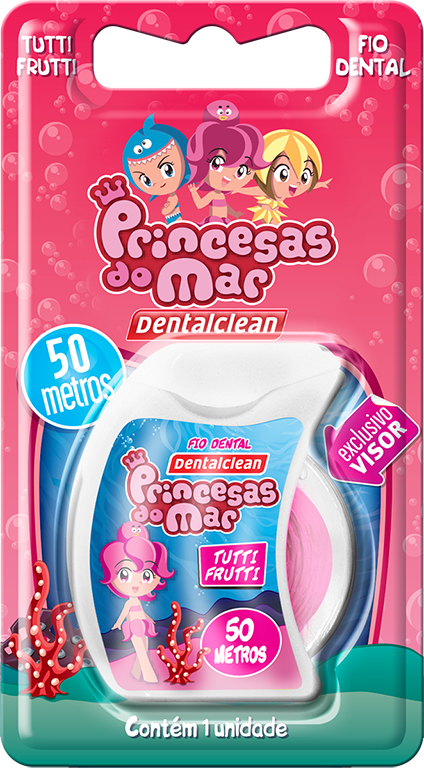 TUTTI
FRUTTI
FIO
DENTAL
Princesas
do Mar
Dentalclean
50
metros
exclusivo
VISOR
FIO DENTAL
Dentalclean
Princesas
do Mar
TUTTI
FRUTTI
50
METROS
Contém 1 unidade